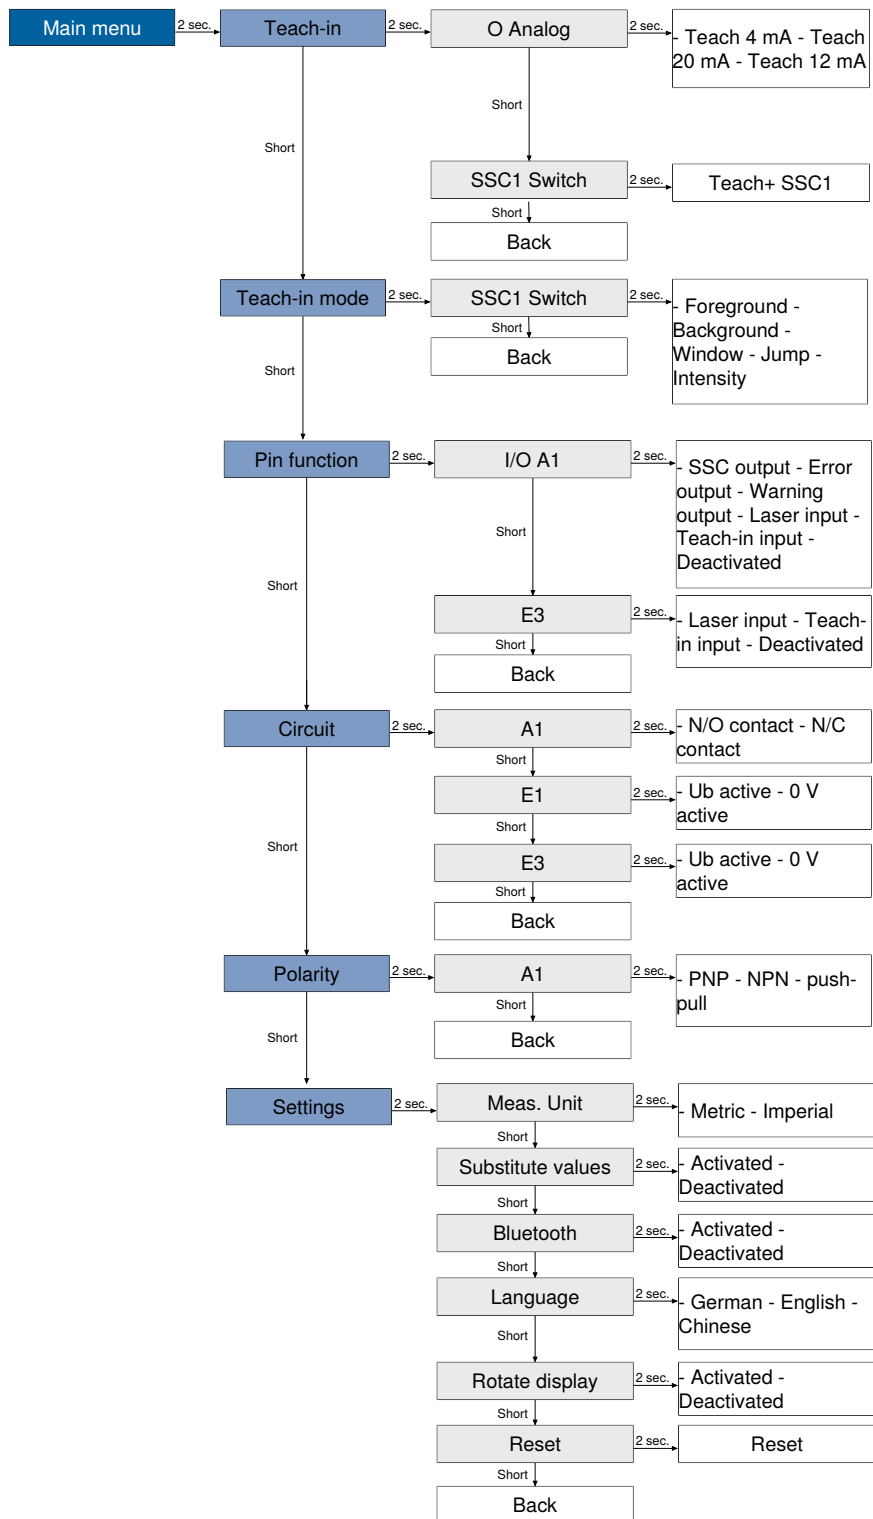 Main menu
2 sec.
Teach-in
2 sec.
O Analog
2 sec.
- Teach 4 mA - Teach
20 mA - Teach 12 mA
Short
Short
SSC1 Switch
2 sec.
Teach+ SSC1
Short
Back
Teach-in mode
2 sec.
SSC1 Switch
2 sec.
- Foreground -
Background -
Window - Jump -
Intensity
Short
Back
Short
Pin function
2 sec.
I/O A1
2 sec.
- SSC output - Error
output - Warning
output - Laser input -
Teach-in input -
Deactivated
Short
Short
E3
2 sec.
- Laser input - Teach-
in input - Deactivated
Short
Back
Circuit
2 sec.
A1
2 sec.
- N/O contact - N/C
contact
Short
E1
2 sec.
- Ub active - 0 V
active
Short
Short
E3
2 sec.
- Ub active - 0 V
active
Short
Back
Polarity
2 sec.
A1
2 sec.
- PNP - NPN - push-
pull
Short
Back
Short
Settings
2 sec.
Meas. Unit
2 sec.
- Metric - Imperial
Short
Substitute values
2 sec.
- Activated -
Deactivated
Short
Bluetooth
2 sec.
- Activated -
Deactivated
Short
Language
2 sec.
- German - English -
Chinese
Short
Rotate display
2 sec.
- Activated -
Deactivated
Short
Reset
2 sec.
Reset
Short
Back